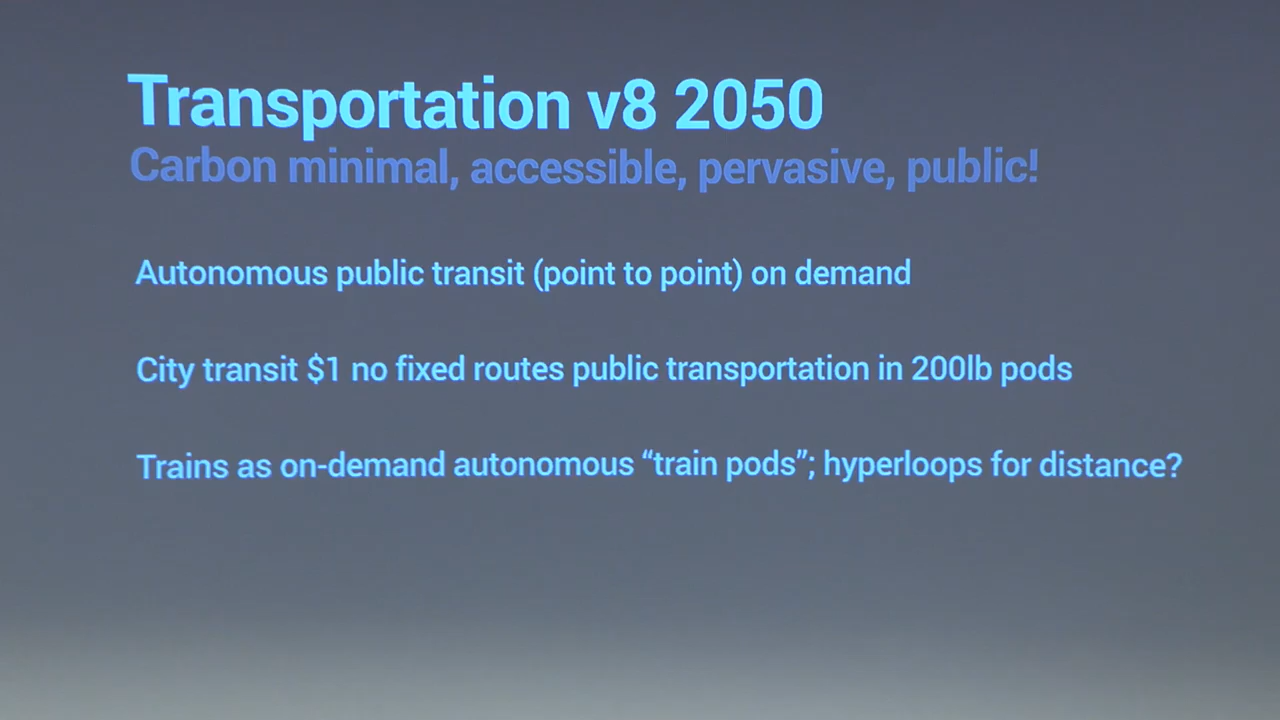 Transportation v8 2050
Carbon minimal, accessible, pervasive, public!
Autonomous public transit (point to point) on demand
City transit $1 no fixed routes public transportation in 200lb pods
Trains as on-demand autonomous “train pods”; hyperloops for distance?